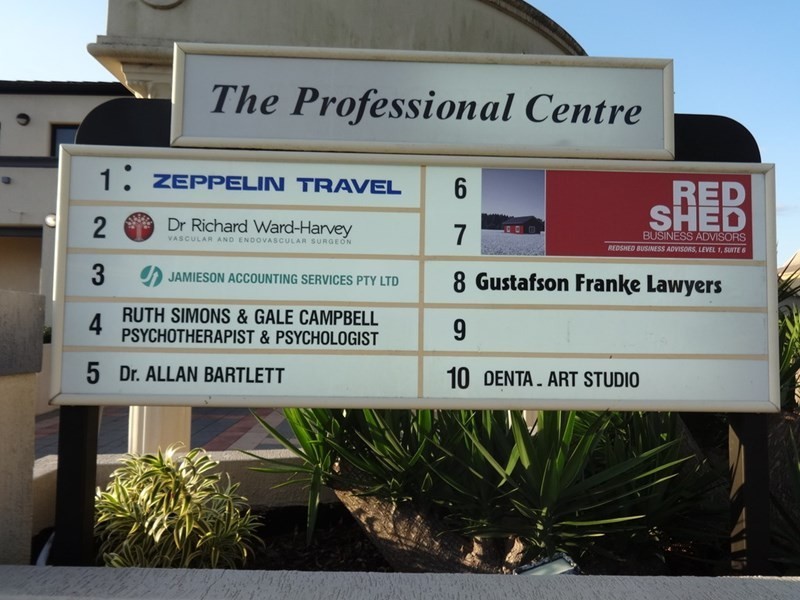 The Professional Centre
1 : ZEPPELIN TRAVEL
2 Dr Richard Ward-Harvey
VASCULAR AND ENDOVASCULAR SURGEON
3 JAMIESON ACCOUNTING SERVICES PTY LTD
4 RUTH SIMONS & GALE CAMPBELL
PSYCHOTHERAPIST & PSYCHOLOGIST
5 Dr. ALLAN BARTLETT
6
7
RED
SHED
BUSINESS ADVISORS
REDSHED BUSINESS ADVISORS, LEVEL 1, SUITE 6
8 Gustafson Franke Lawyers
9
10 DENTA - ART STUDIO